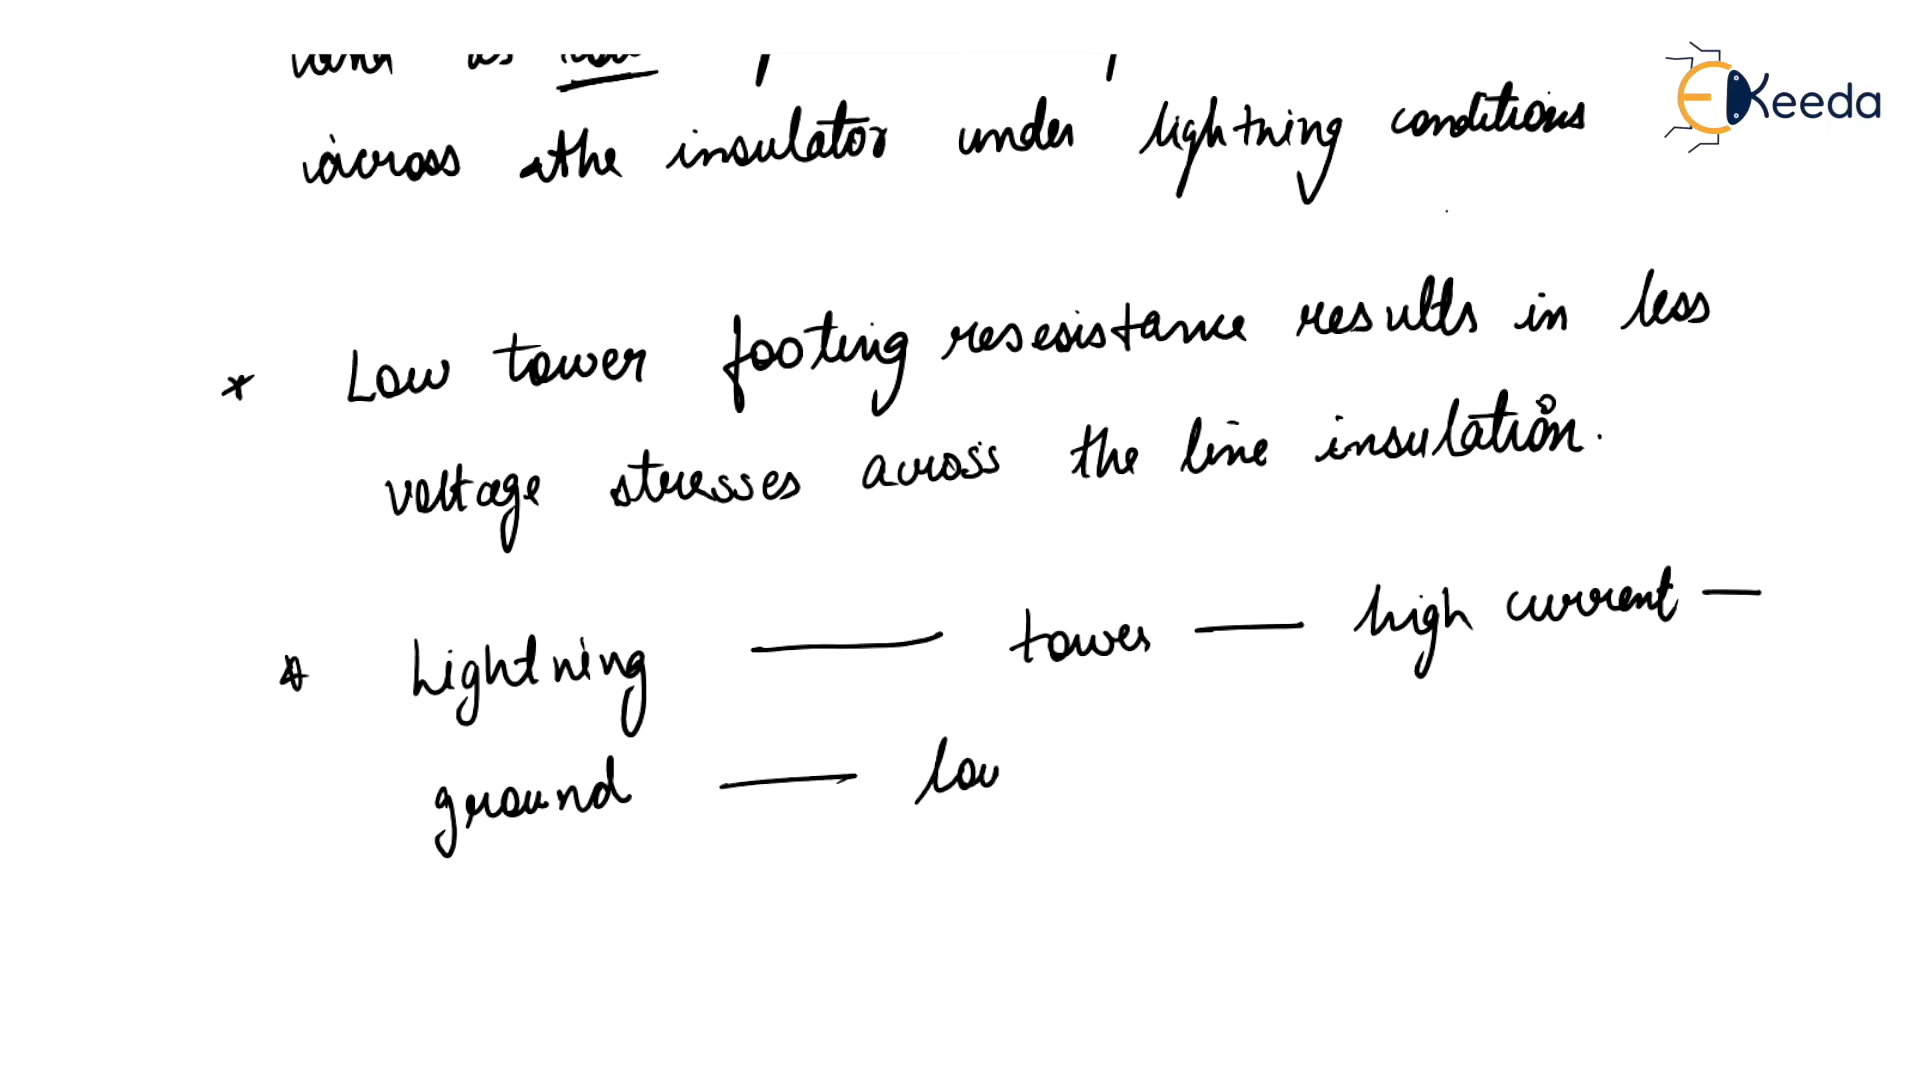 EKeeda
across the insulator under lightning conditions
* Low tower footing resesistance results in less
voltage stresses across the line insulation.
* Lightning — tower — high current —
ground — low